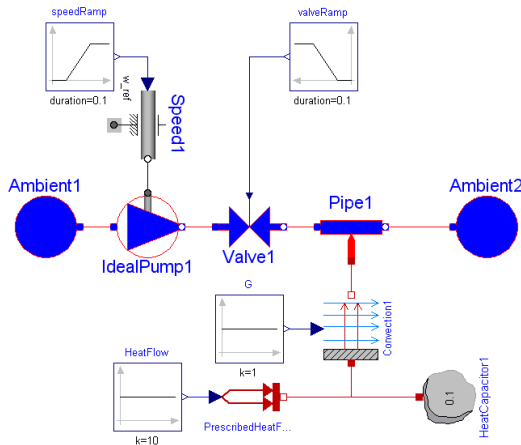 speedRamp
valveRamp
duration=0.1
w_ref
duration=0.1
Speed1
Ambient1
Pipe1
Ambient2
IdealPump1
Valve1
G
k=1
Convection1
HeatFlow
k=10
PrescribedHeatF...
0.1
HeatCapacitor1